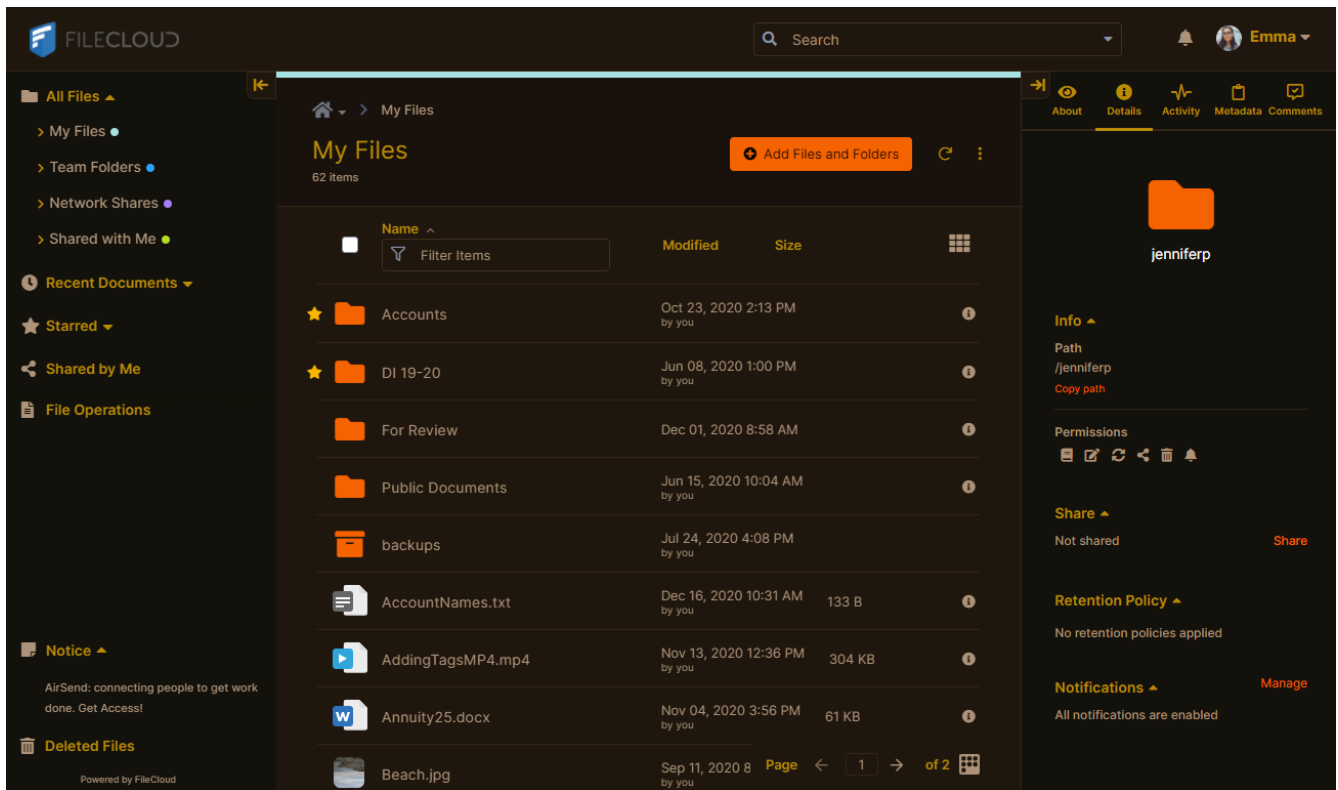 FILECLOUD
Search
Emma
All Files
My Files
Team Folders
Network Shares
Shared with Me
Recent Documents
Starred
Shared by Me
File Operations
Notice
AirSend: connecting people to get work
done. Get Access!
Deleted Files
Powered by FileCloud
My Files
My Files
62 items
Add Files and Folders
Name
Filter Items
Modified
Size
Accounts
Oct 23, 2020 2:13 PM
by you
DI 19-20
Jun 08, 2020 1:00 PM
by you
For Review
Dec 01, 2020 8:58 AM
Public Documents
Jun 15, 2020 10:04 AM
by you
backups
Jul 24, 2020 4:08 PM
by you
AccountNames.txt
Dec 16, 2020 10:31 AM
by you
133 B
AddingTagsMP4.mp4
Nov 13, 2020 12:36 PM
by you
304 KB
W
Annuity25.docx
Nov 04, 2020 3:56 PM
by you
61 KB
Beach.jpg
Sep 11, 2020 8
by you
Page 1 of 2
About
Details
Activity
Metadata
Comments
jenniferp
Info
Path
/jenniferp
Copy path
Permissions
Share
Not shared
Share
Retention Policy
No retention policies applied
Notifications
Manage
All notifications are enabled